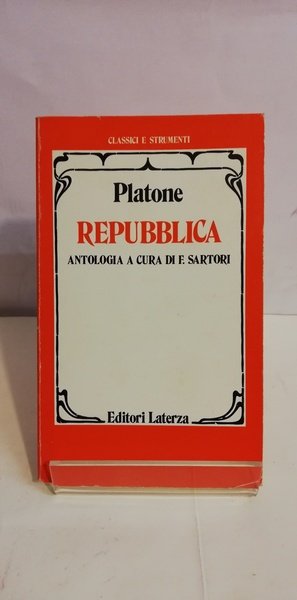 CLASSICI E STRUMENTI
Platone
REPUBBLICA
ANTOLOGIA A CURA DI F. SARTORI
Editori Laterza